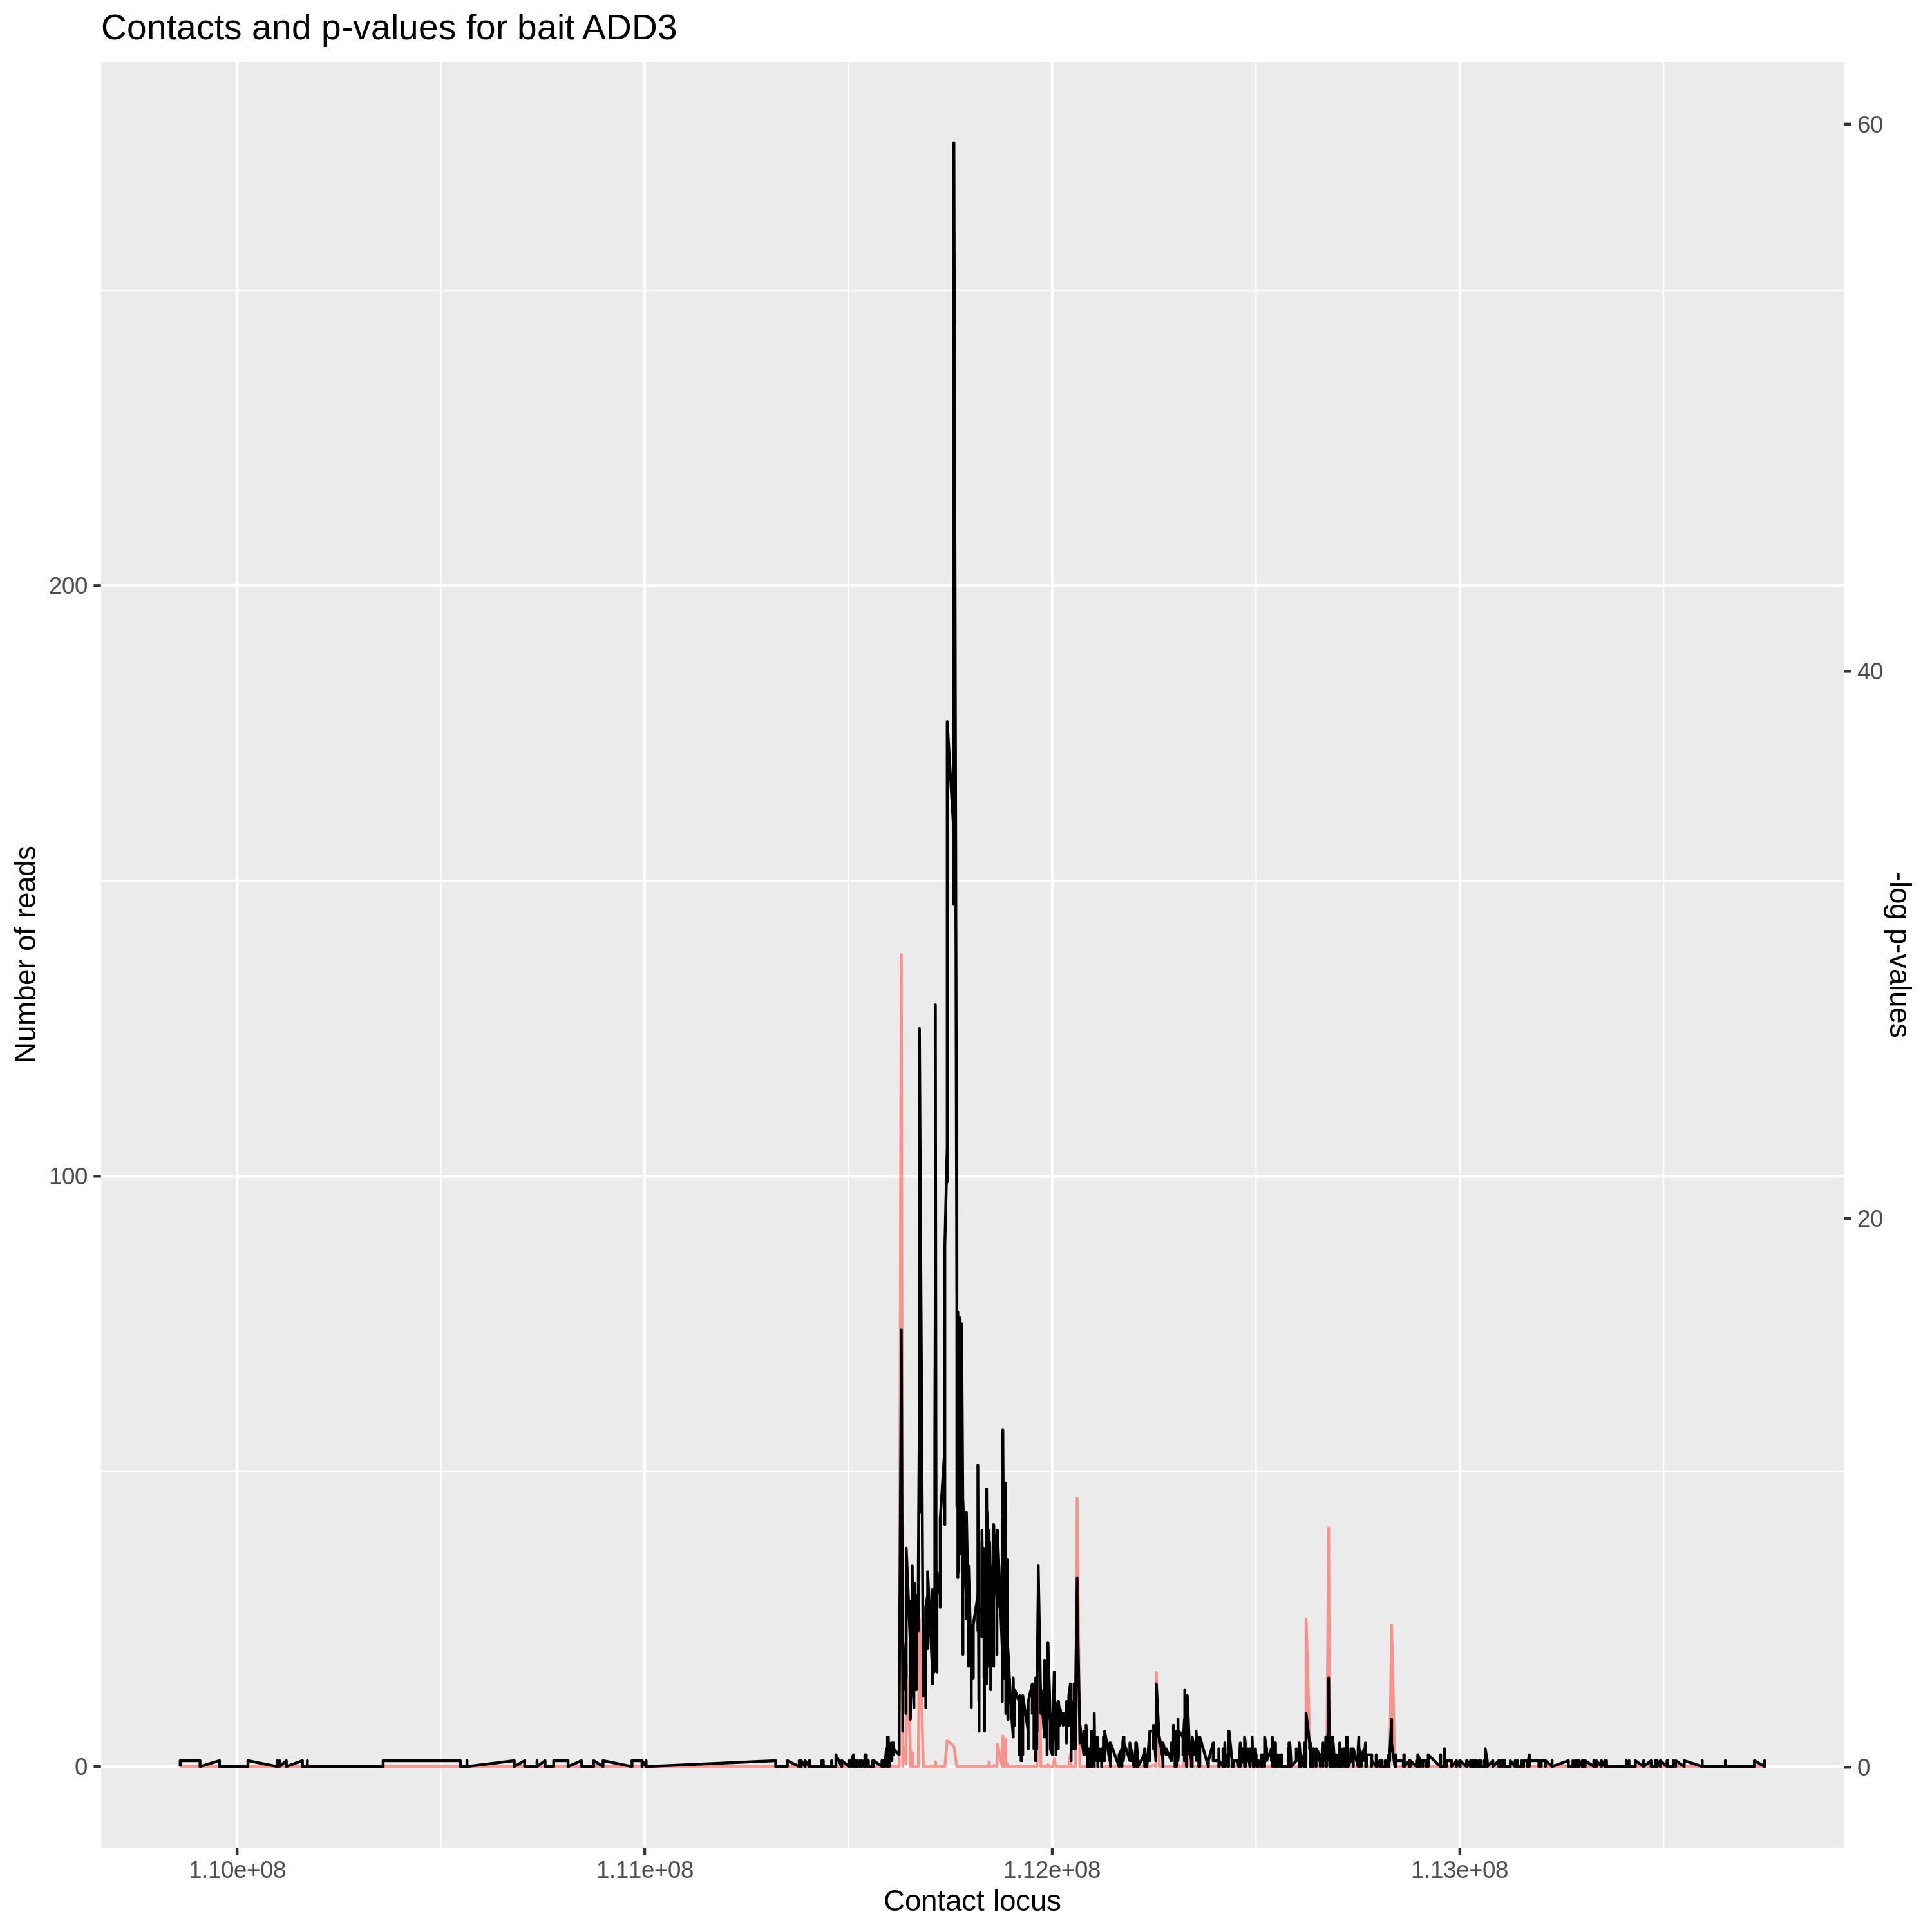 Contacts and p-values for bait ADD3
60
200
40
Number of reads
-log p-values
100
20
0
0
1.10e+08
1.11e+08
1.12e+08
1.13e+08
Contact locus